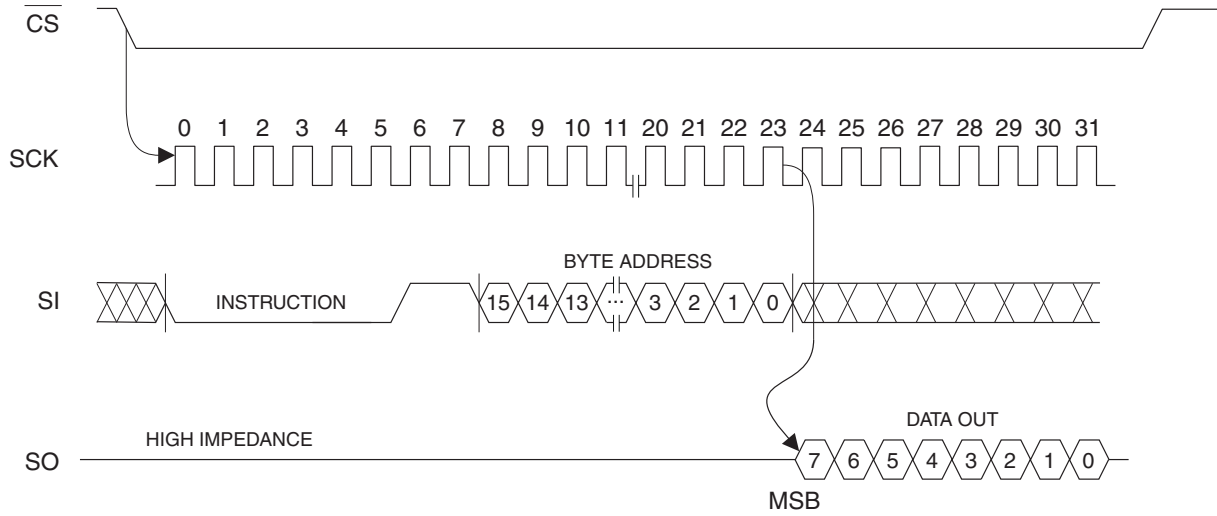 CS
0 1 2 3 4 5 6 7 8 9 10 11 20 21 22 23 24 25 26 27 28 29 30 31
SCK
BYTE ADDRESS
SI
INSTRUCTION
15 14 13 ... 3 2 1 0
DATA OUT
HIGH IMPEDANCE
SO
7 6 5 4 3 2 1 0
MSB